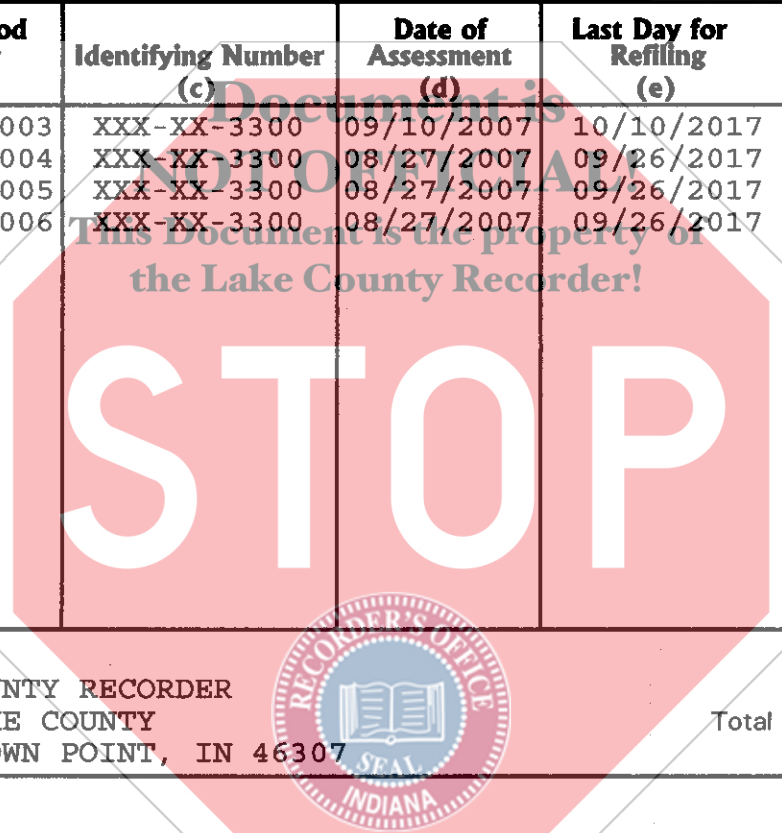 od Identifying Number Date of Assessment Last Day for Refiling
(c) (d) (e)
003 XXX-XX-3300 09/10/2007 10/10/2017
004 XXX-XX-3300 08/27/2007 09/26/2017
005 XXX-XX-3300 08/27/2007 09/26/2017
006 XXX-XX-3300 08/27/2007 09/26/2017
Document is
NOT OFFICIAL!
This Document is the property of
the Lake County Recorder!
STOP
RECORDER'S OFFICE
SEAL
INDIANA
NTY RECORDER
E COUNTY Total
WN POINT, IN 46307